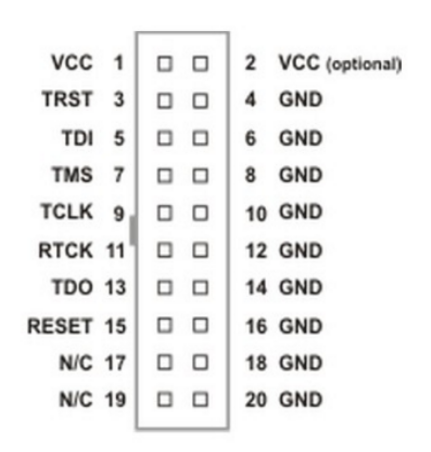 VCC 1 2 VCC (optional)
TRST 3 4 GND
TDI 5 6 GND
TMS 7 8 GND
TCLK 9 10 GND
RTCK 11 12 GND
TDO 13 14 GND
RESET 15 16 GND
N/C 17 18 GND
N/C 19 20 GND